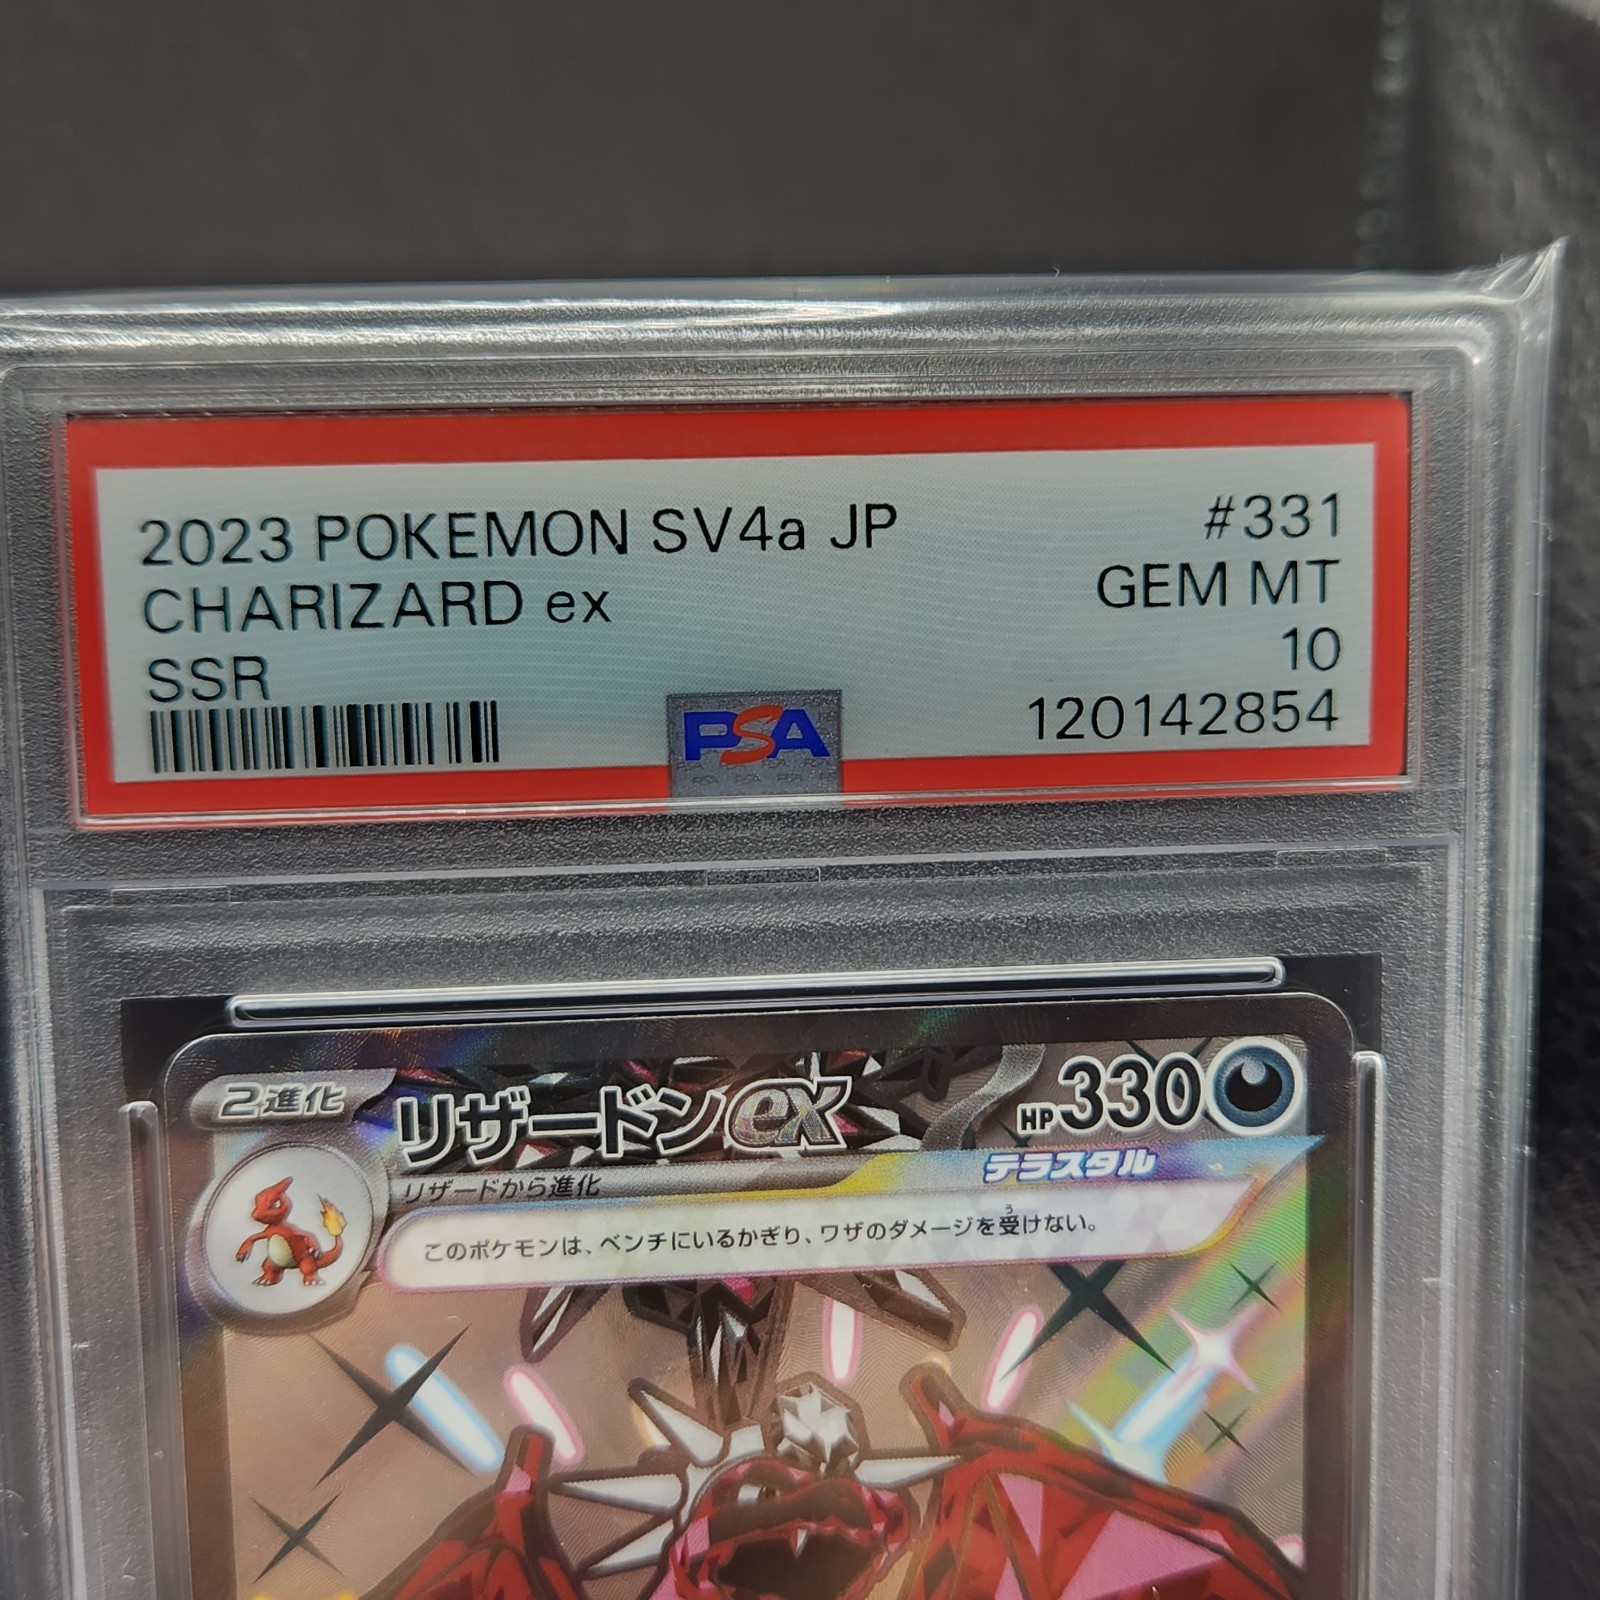 2023 POKEMON SV4a JP #331
CHARIZARD ex GEM MT
SSR 10
PSA 120142854
2進化 リザードンex HP330
リザードから進化 テラスタル
このポケモンは、ベンチにいるかぎり、ワザのダメージを受けない。
う